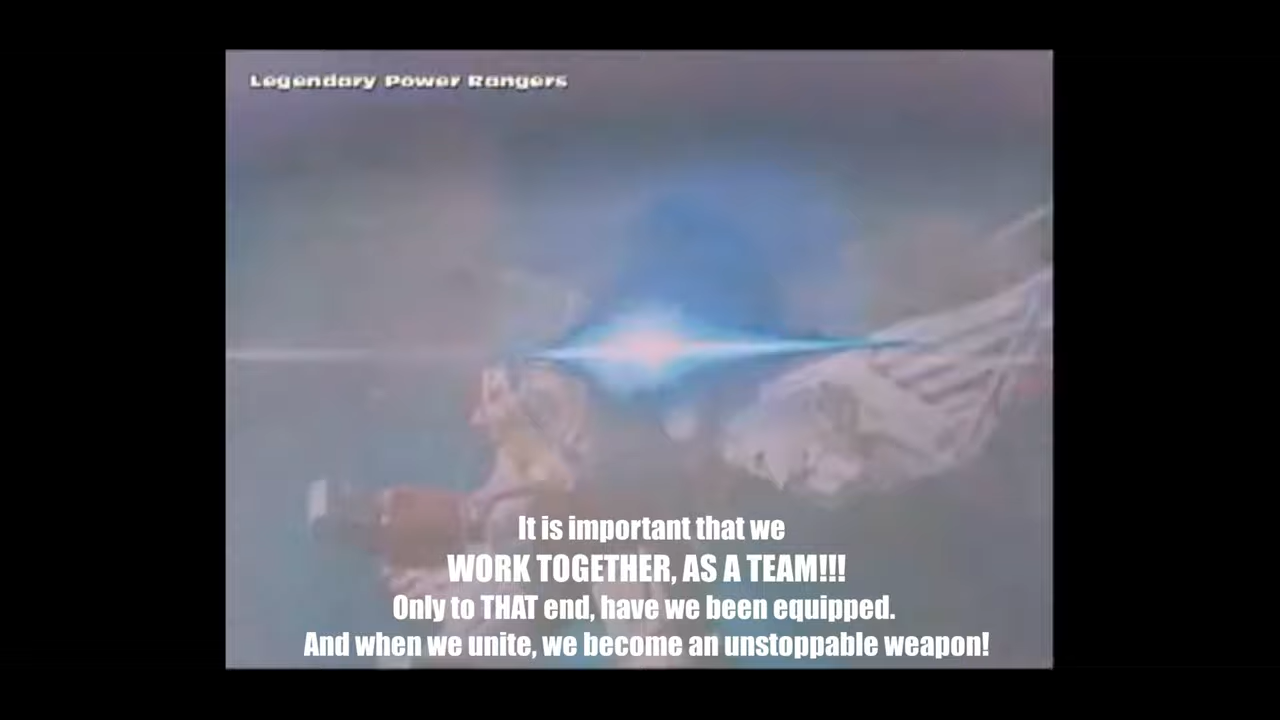 Legendary Power Rangers
It is important that we
WORK TOGETHER, AS A TEAM!!!
Only to THAT end, have we been equipped.
And when we unite, we become an unstoppable weapon!